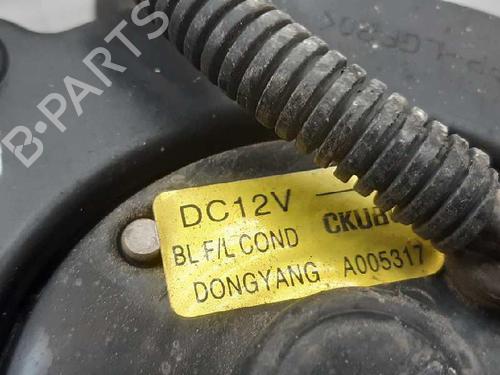 B-PARTS
DC12V
CKUB
BL F/L COND
DONGYANG A005317